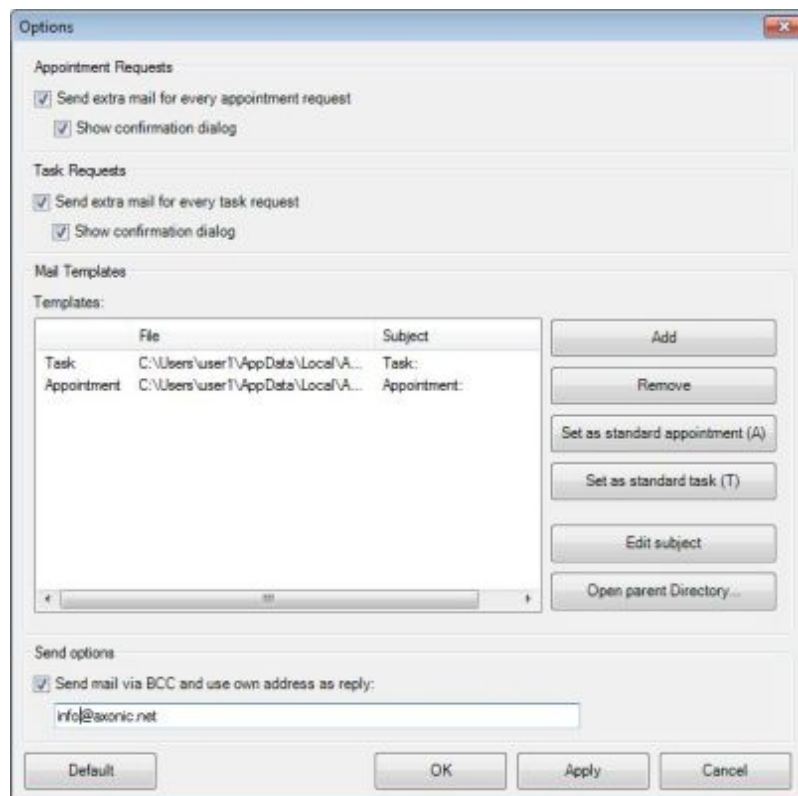 Options
Appointment Requests
Send extra mail for every appointment request
Show confirmation dialog
Task Requests
Send extra mail for every task request
Show confirmation dialog
Mail Templates
Templates:
File Subject
Task C:\Users\user1\AppData\Local\A... Task:
Appointment C:\Users\user1\AppData\Local\A... Appointment:
Add
Remove
Set as standard appointment (A)
Set as standard task (T)
Edit subject
Open parent Directory...
Send options
Send mail via BCC and use own address as reply:
info@axonic.net
Default OK Apply Cancel